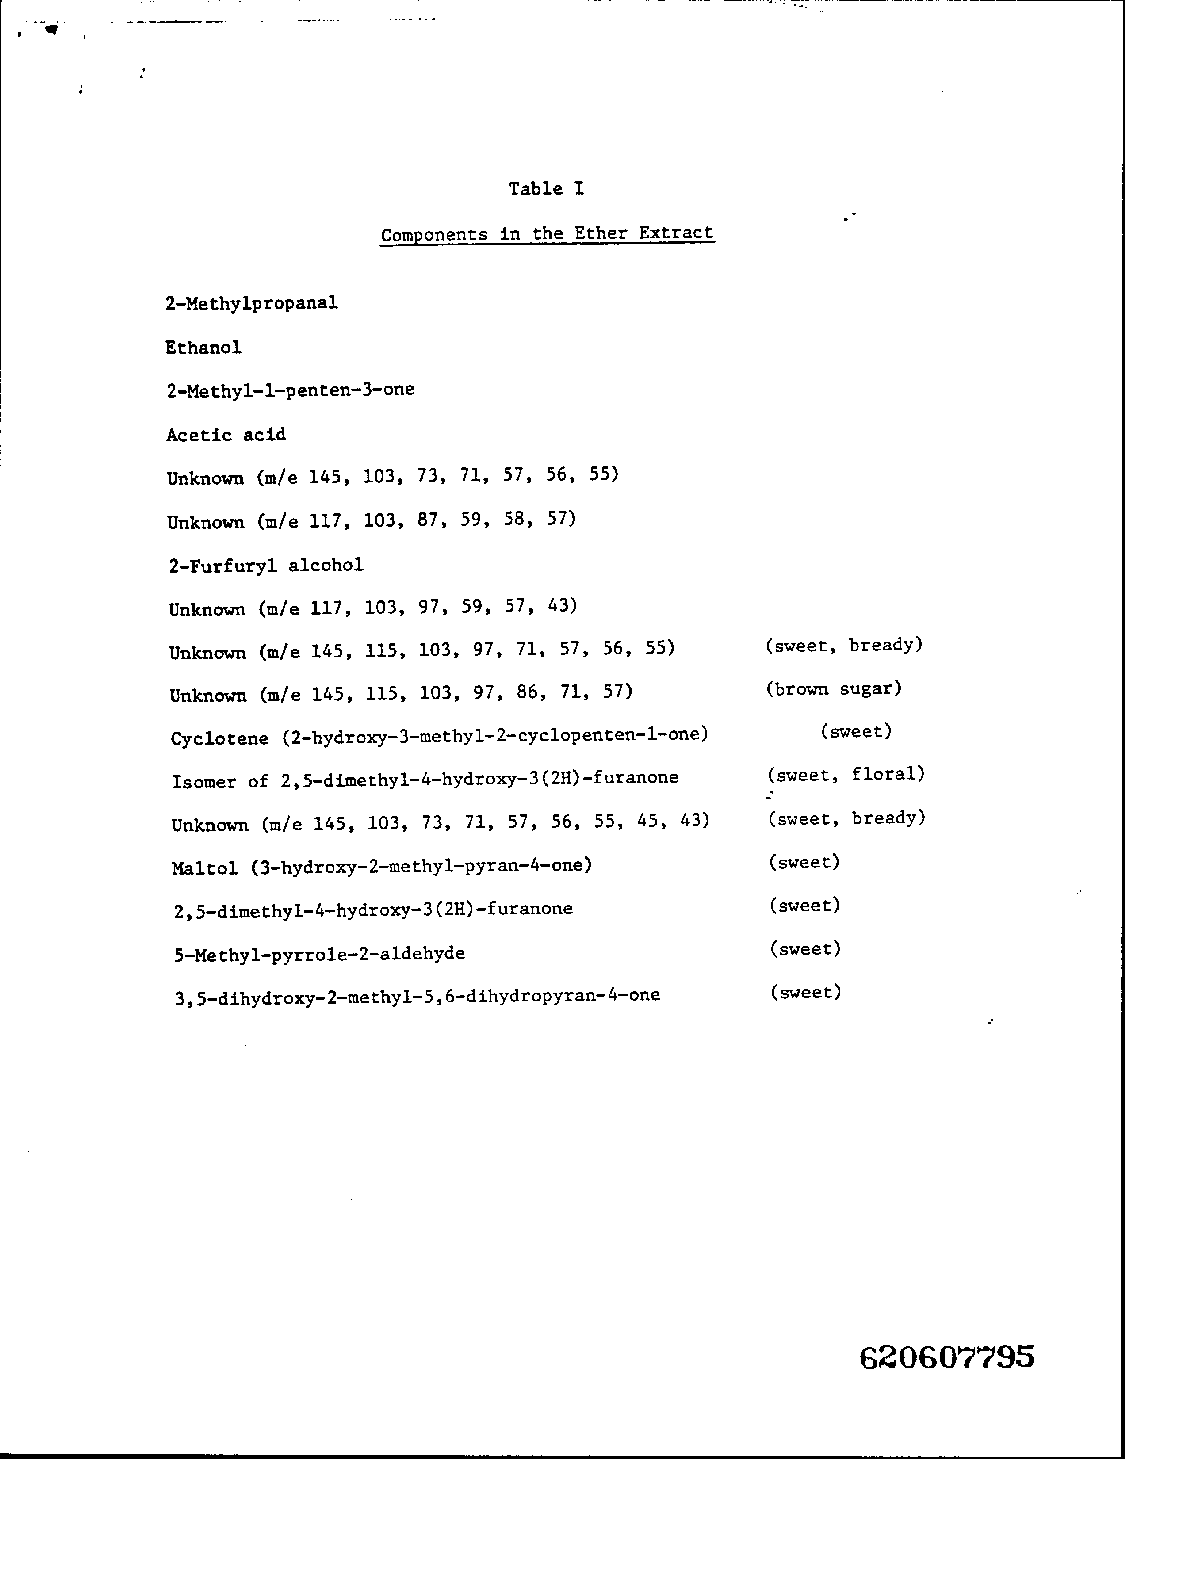 Table I
Components in the Ether Extract
2-Methylpropanal
Ethanol
2-Methyl-1-penten-3-one
Acetic acid
Unknown (m/e 145, 103, 73, 71, 57, 56, 55)
Unknown (m/e 117, 103, 87, 59, 58, 57)
2-Furfuryl alcohol
Unknown (m/e 117, 103, 97, 59, 57, 43)
Unknown (m/e 145, 115, 103, 97, 71, 57, 56, 55) (sweet, bready)
Unknown (m/e 145, 115, 103, 97, 86, 71, 57) (brown sugar)
Cyclotene (2-hydroxy-3-methyl-2-cyclopenten-1-one) (sweet)
Isomer of 2,5-dimethyl-4-hydroxy-3(2H)-furanone (sweet, floral)
Unknown (m/e 145, 103, 73, 71, 57, 56, 55, 45, 43) (sweet, bready)
Maltol (3-hydroxy-2-methyl-pyran-4-one) (sweet)
2,5-dimethyl-4-hydroxy-3(2H)-furanone (sweet)
5-Methyl-pyrrole-2-aldehyde (sweet)
3,5-dihydroxy-2-methyl-5,6-dihydropyran-4-one (sweet)
620607795